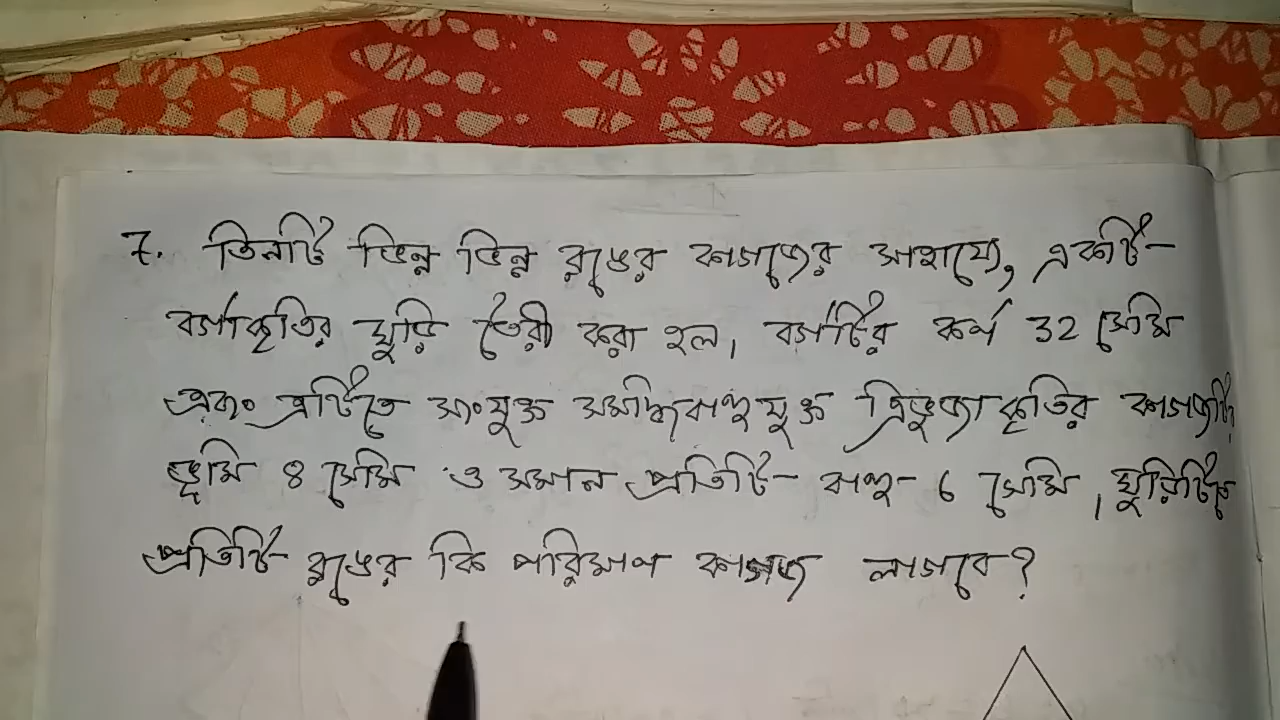 7. তিনটি ভিন্ন ভিন্ন রঙের কাগজের সাহায্যে, একটি-
বর্গাকৃতির ঘুড়ি তৈরী করা হল। বর্গটির কর্ণ 32 সেমি
এবং এটিতে সংযুক্ত সমদ্বিবাহুযুক্ত ত্রিভুজাকৃতির কাগজটির
ভূমি 8 সেমি ও সমান প্রতিটি- বাহু- 6 সেমি। ঘুরিটিতে
প্রতিটি- রঙের কি পরিমাণ কাগজ লাগবে?